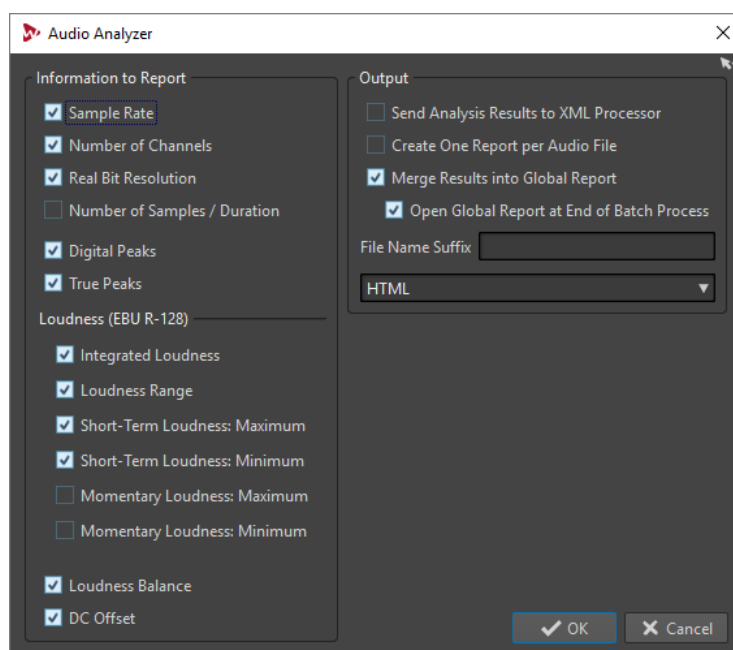 Audio Analyzer
Information to Report
Sample Rate
Number of Channels
Real Bit Resolution
Number of Samples / Duration
Digital Peaks
True Peaks
Loudness (EBU R-128)
Integrated Loudness
Loudness Range
Short-Term Loudness: Maximum
Short-Term Loudness: Minimum
Momentary Loudness: Maximum
Momentary Loudness: Minimum
Loudness Balance
DC Offset
Output
Send Analysis Results to XML Processor
Create One Report per Audio File
Merge Results into Global Report
Open Global Report at End of Batch Process
File Name Suffix
HTML
OK
Cancel